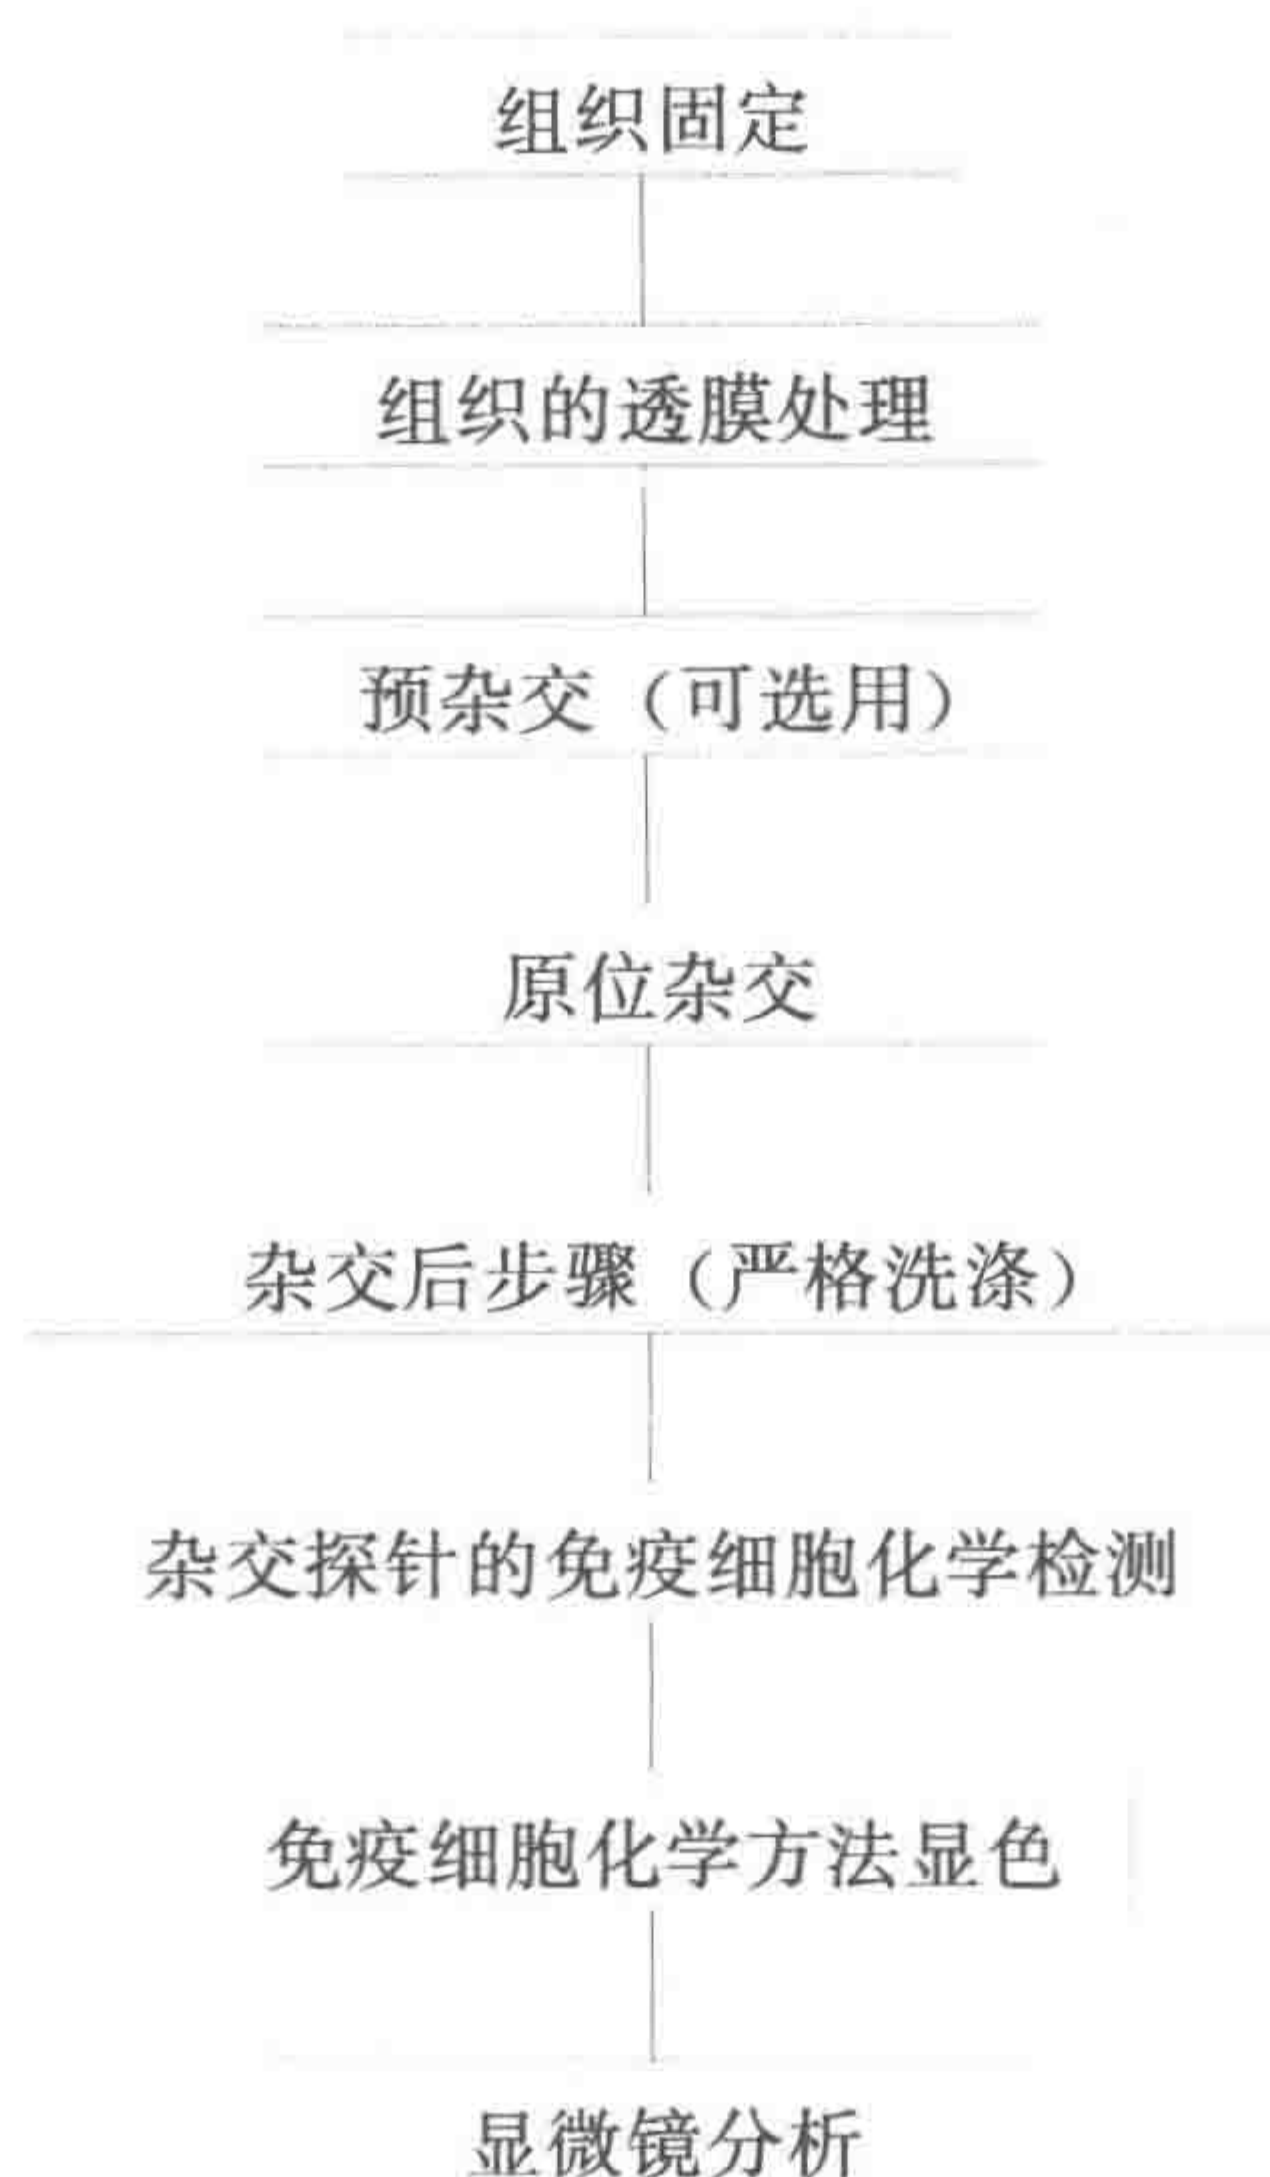 组织固定
组织的透膜处理
预杂交（可选用）
原位杂交
杂交后步骤（严格洗涤）
杂交探针的免疫细胞化学检测
免疫细胞化学方法显色
显微镜分析